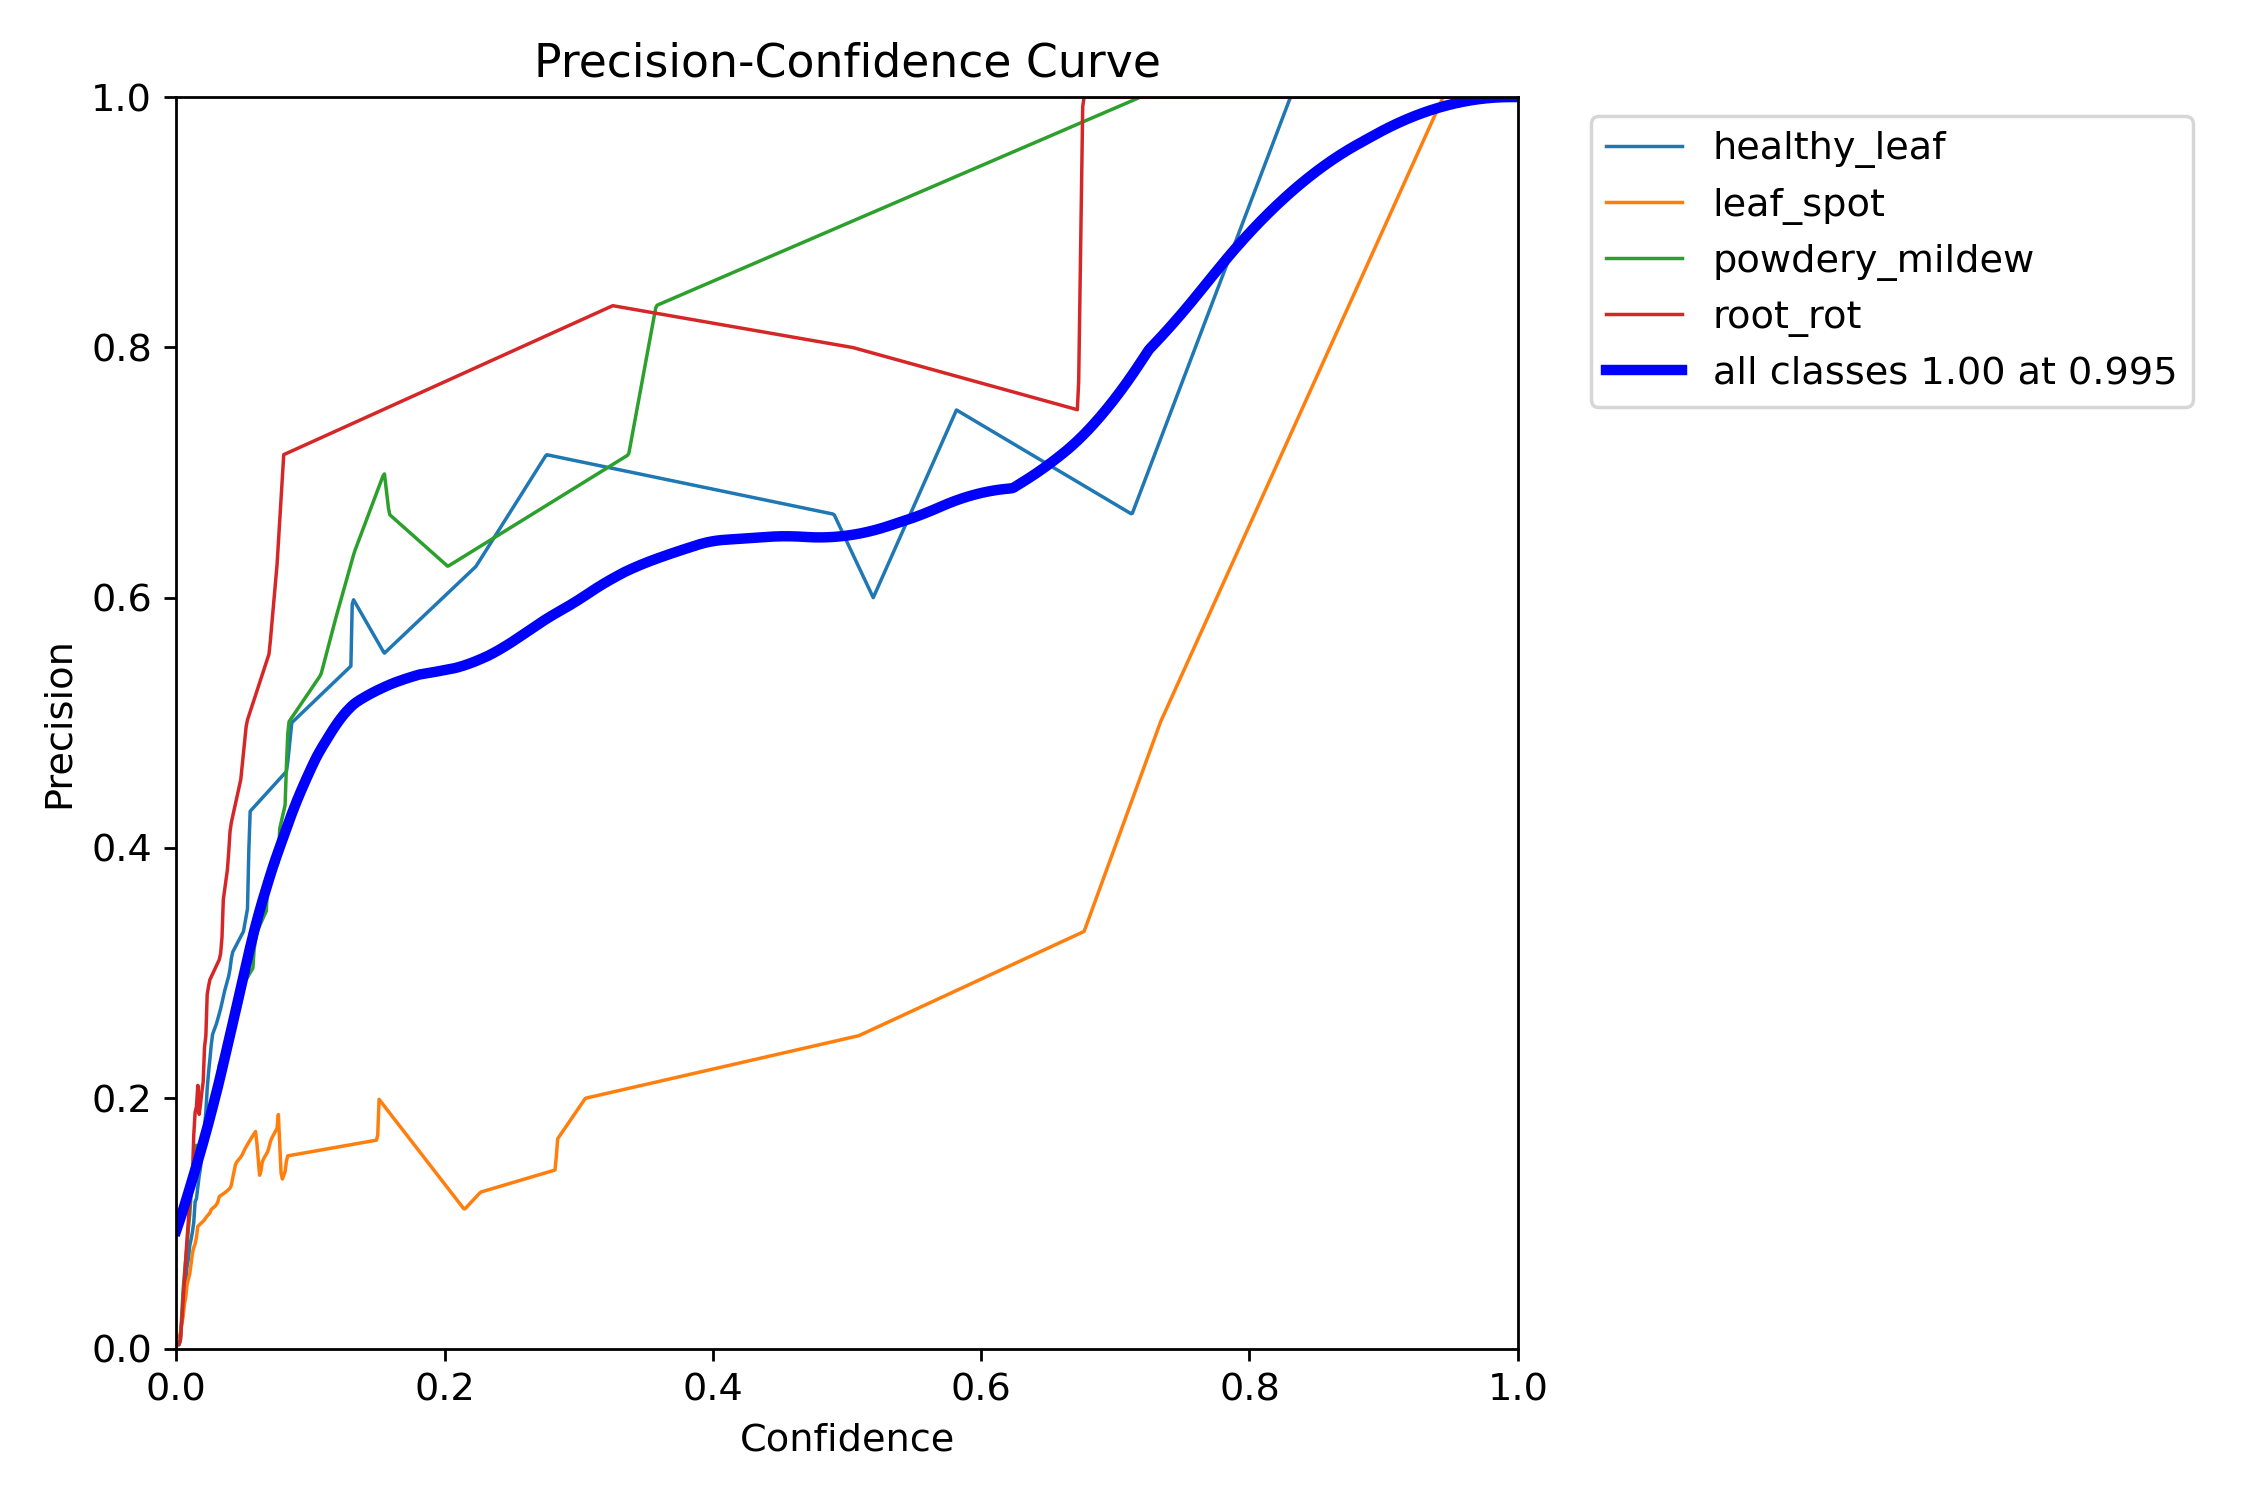 Precision-Confidence Curve
1.0
0.8
0.6
0.4
0.2
0.0
Precision
0.0 0.2 0.4 0.6 0.8 1.0
Confidence
healthy_leaf
leaf_spot
powdery_mildew
root_rot
all classes 1.00 at 0.995